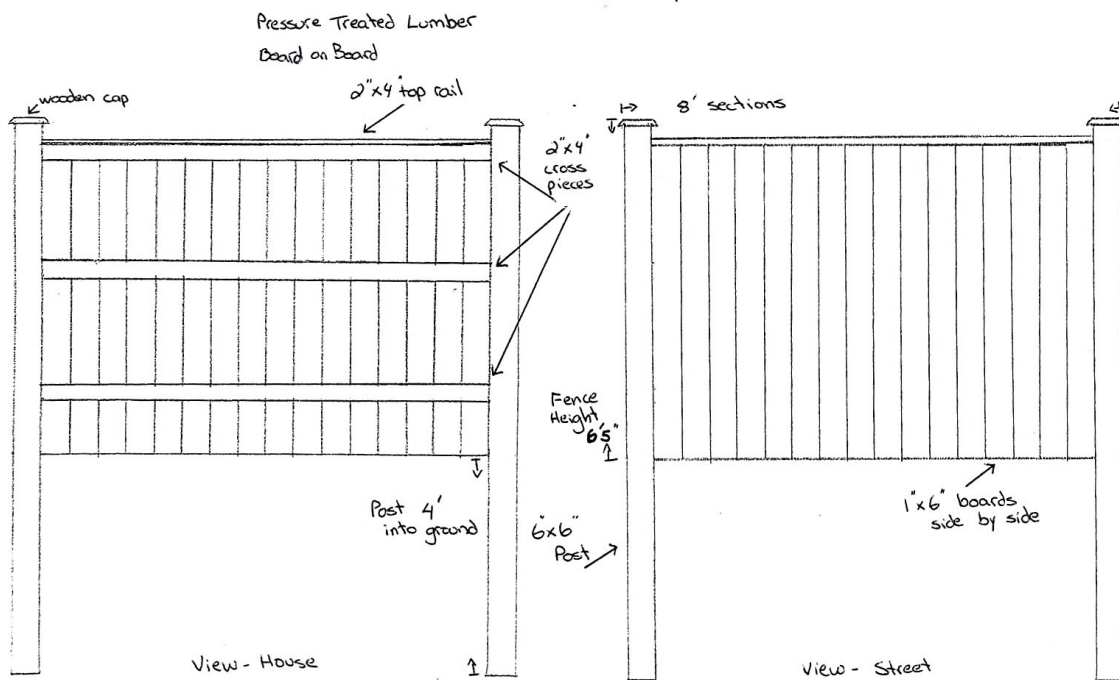 Pressure Treated Lumber
Board on Board
wooden cap
2"x4" top rail
8' sections
2"x4"
cross
pieces
Fence
Height
6'5"
Post 4'
into ground
6"x6"
Post
1"x6" boards
side by side
View - House
View - Street